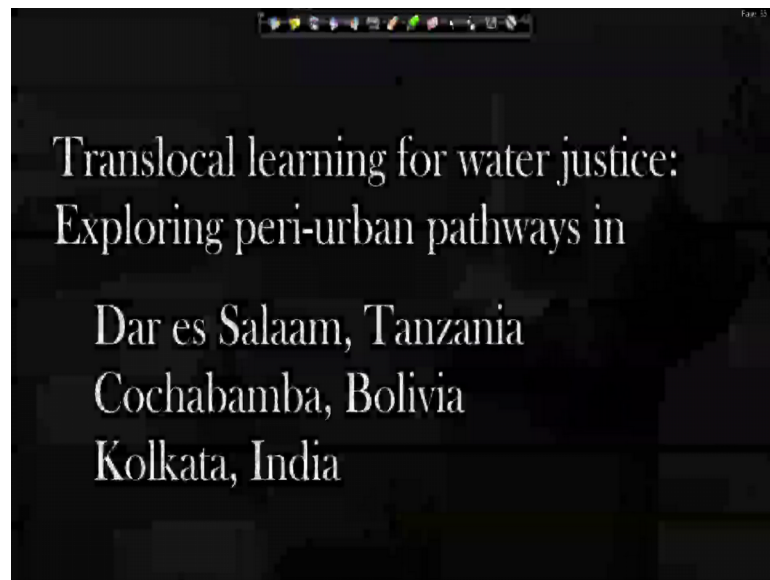 Translocal learning for water justice:
Exploring peri-urban pathways in
Dar es Salaam, Tanzania
Cochabamba, Bolivia
Kolkata, India